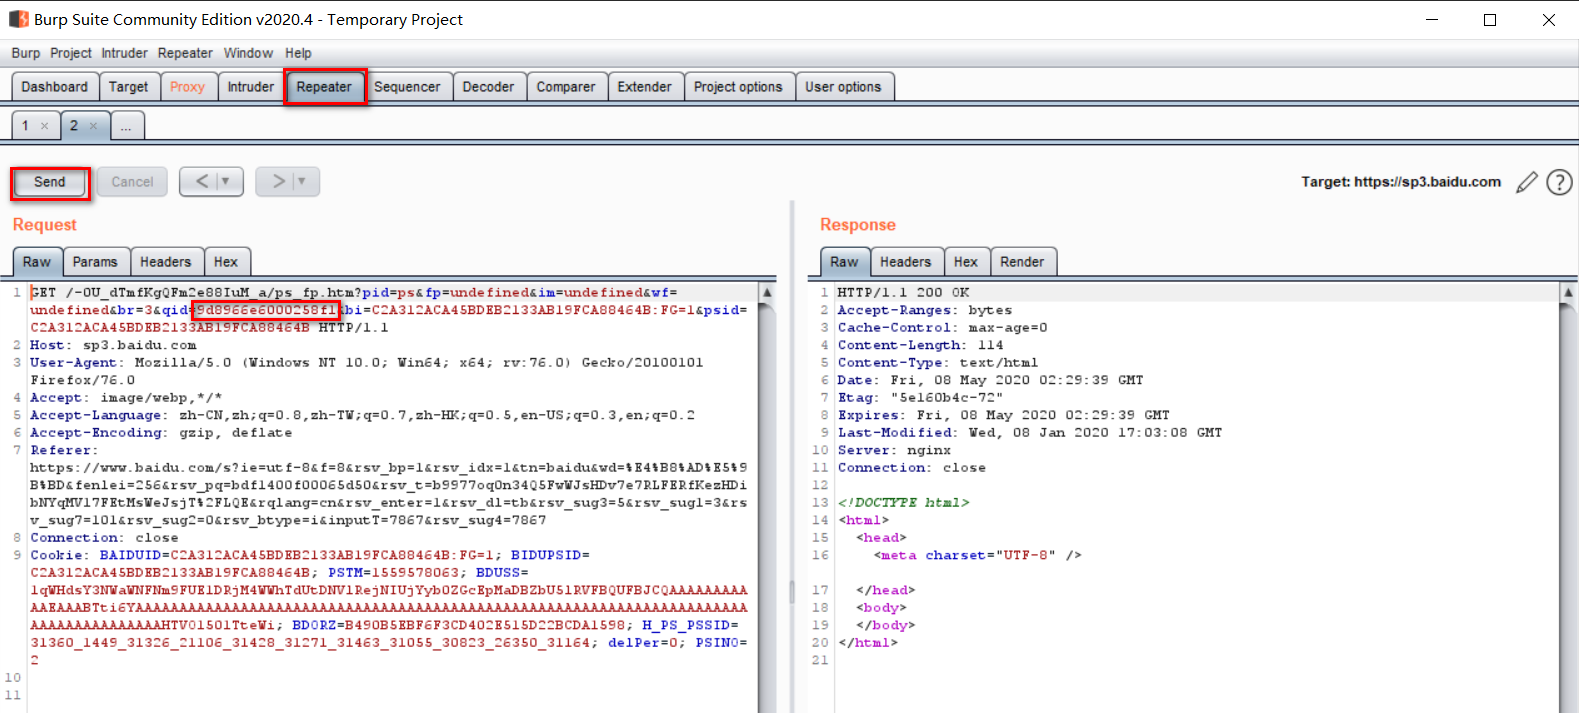 Burp Suite Community Edition v2020.4 - Temporary Project
Burp Project Intruder Repeater Window Help
Dashboard Target Proxy Intruder Repeater Sequencer Decoder Comparer Extender Project options User options
1 × 2 × ...
Send Cancel < > Target: https://sp3.baidu.com ?
Request
Raw Params Headers Hex
1 GET /-0U_dTmfKgQFm2e88IuM_a/ps_fp.htm?pid=ps&fp=undefined&im=undefined&wf=
undefined&br=3&qid=9d8966e6000258f1&bi=C2A312ACA45BDEB2133AB19FCA88464B:FG=1&psid=
C2A312ACA45BDEB2133AB19FCA88464B HTTP/1.1
2 Host: sp3.baidu.com
3 User-Agent: Mozilla/5.0 (Windows NT 10.0; Win64; x64; rv:76.0) Gecko/20100101
Firefox/76.0
4 Accept: image/webp,*/*
5 Accept-Language: zh-CN,zh;q=0.8,zh-TW;q=0.7,zh-HK;q=0.5,en-US;q=0.3,en;q=0.2
6 Accept-Encoding: gzip, deflate
7 Referer:
https://www.baidu.com/s?ie=utf-8&f=8&rsv_bp=1&rsv_idx=1&tn=baidu&wd=%E4%B8%AD%E5%9
B%BD&fenlei=256&rsv_pq=bdf1400f00065d50&rsv_t=b9977oq0n34Q5FwWJsHDv7e7RLFERfKezHDi
bNYqMV17FEtMsWeJsjT%2FLQE&rqlang=cn&rsv_enter=1&rsv_dl=tb&rsv_sug3=5&rsv_sug1=3&rs
v_sug7=101&rsv_sug2=0&rsv_btype=i&inputT=7867&rsv_sug4=7867
8 Connection: close
9 Cookie: BAIDUID=C2A312ACA45BDEB2133AB19FCA88464B:FG=1; BIDUPSID=
C2A312ACA45BDEB2133AB19FCA88464B; PSTM=1559578063; BDUSS=
1qWHdsY3NWaWNFNm9FUE1DRjM4WWhTdUtDNV1RejNIUjYyb0ZGcEpMaDBZbU51RVFBQUFBJCQAAAAAAAAA
AAEAAABTti6YAAAAAAAAAAAAAAAAAAAAAAAAAAAAAAAAAAAAAAAAAAAAAAAAAAAAAAAAAAAAAAAAAAAAAA
AAAAAAAAAAAAAAAHTV01501TteWi; BDORZ=B490B5EBF6F3CD402E515D22BCDA1598; H_PS_PSSID=
31360_1449_31326_21106_31428_31271_31463_31055_30823_26350_31164; delPer=0; PSINO=
2
10
11
Response
Raw Headers Hex Render
1 HTTP/1.1 200 OK
2 Accept-Ranges: bytes
3 Cache-Control: max-age=0
4 Content-Length: 114
5 Content-Type: text/html
6 Date: Fri, 08 May 2020 02:29:39 GMT
7 Etag: "5e160b4c-72"
8 Expires: Fri, 08 May 2020 02:29:39 GMT
9 Last-Modified: Wed, 08 Jan 2020 17:03:08 GMT
10 Server: nginx
11 Connection: close
12
13 <!DOCTYPE html>
14 <html>
15 <head>
16 <meta charset="UTF-8" />
17 </head>
18 <body>
19 </body>
20 </html>
21